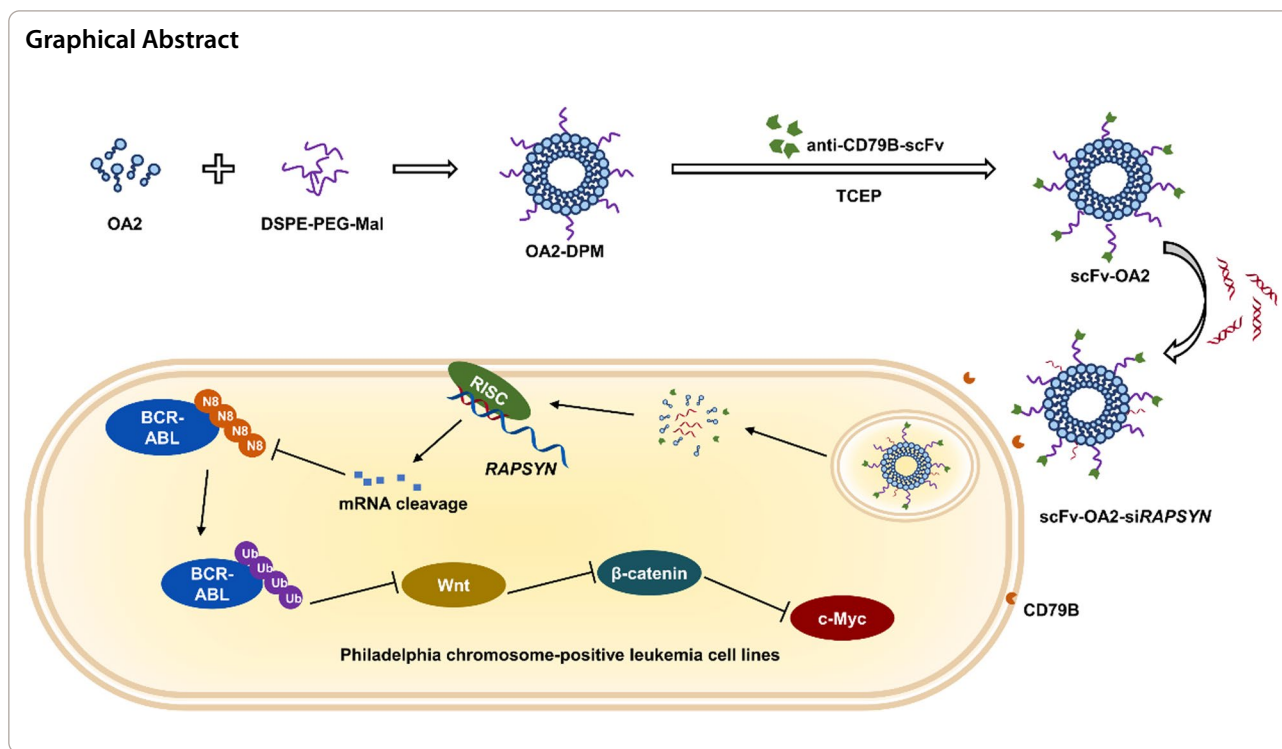 Graphical Abstract
OA2
DSPE-PEG-Mal
OA2-DPM
anti-CD79B-scFv
TCEP
scFv-OA2
scFv-OA2-siRAPSYN
CD79B
RISC
RAPSYN
mRNA cleavage
BCR-
ABL
N8
N8
N8
N8
BCR-
ABL
Ub
Ub
Ub
Ub
Wnt
β-catenin
c-Myc
Philadelphia chromosome-positive leukemia cell lines